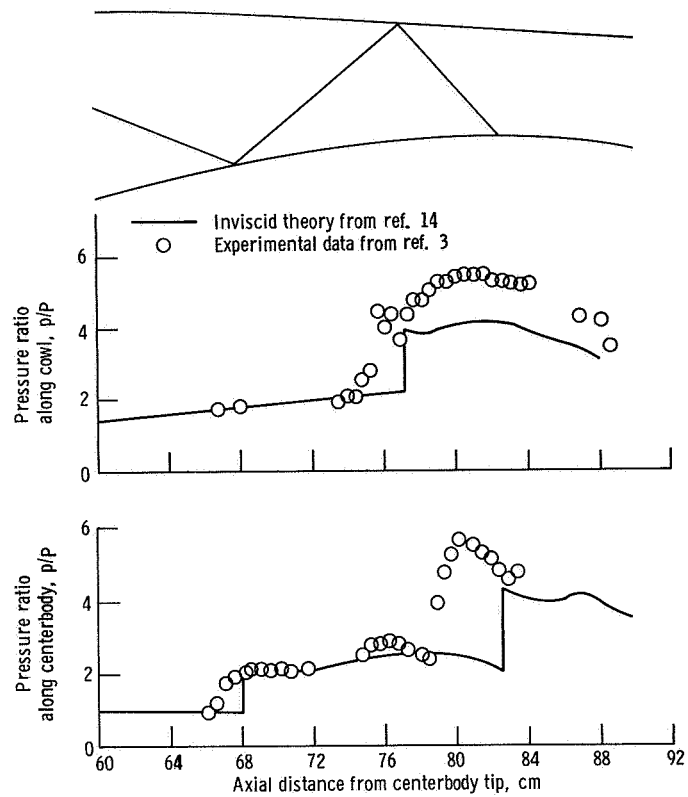 Inviscid theory from ref. 14
Experimental data from ref. 3
Pressure ratio
along cowl, p/P
6
4
2
0
Pressure ratio
along centerbody, p/P
6
4
2
0
60 64 68 72 76 80 84 88 92
Axial distance from centerbody tip, cm